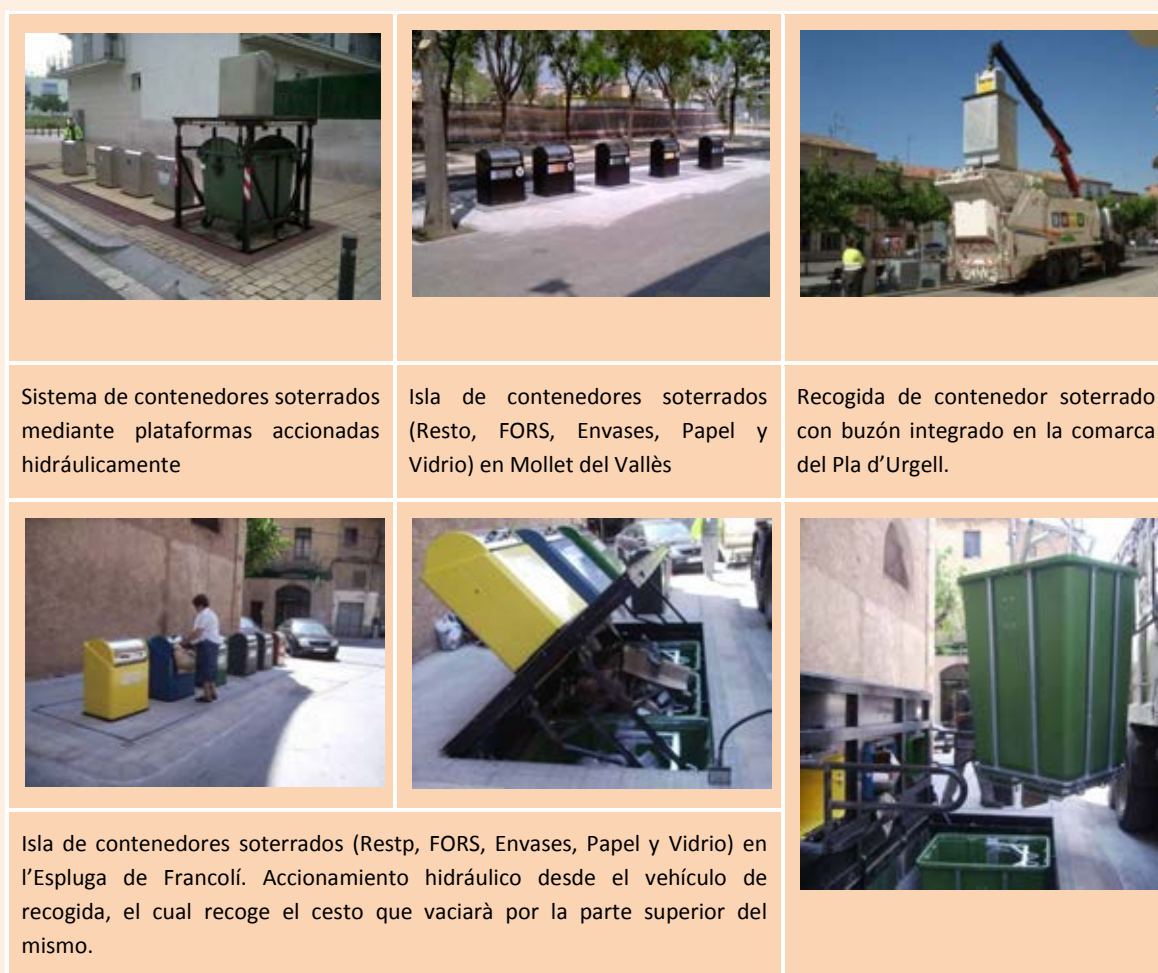 Sistema de contenedores soterrados
mediante plataformas accionadas
hidráulicamente
Isla de contenedores soterrados
(Resto, FORS, Envases, Papel y
Vidrio) en Mollet del Vallès
Recogida de contenedor soterrado
con buzón integrado en la comarca
del Pla d’Urgell.
Isla de contenedores soterrados (Restp, FORS, Envases, Papel y Vidrio) en
l’Espluga de Francolí. Accionamiento hidráulico desde el vehículo de
recogida, el cual recoge el cesto que vaciarà por la parte superior del
mismo.